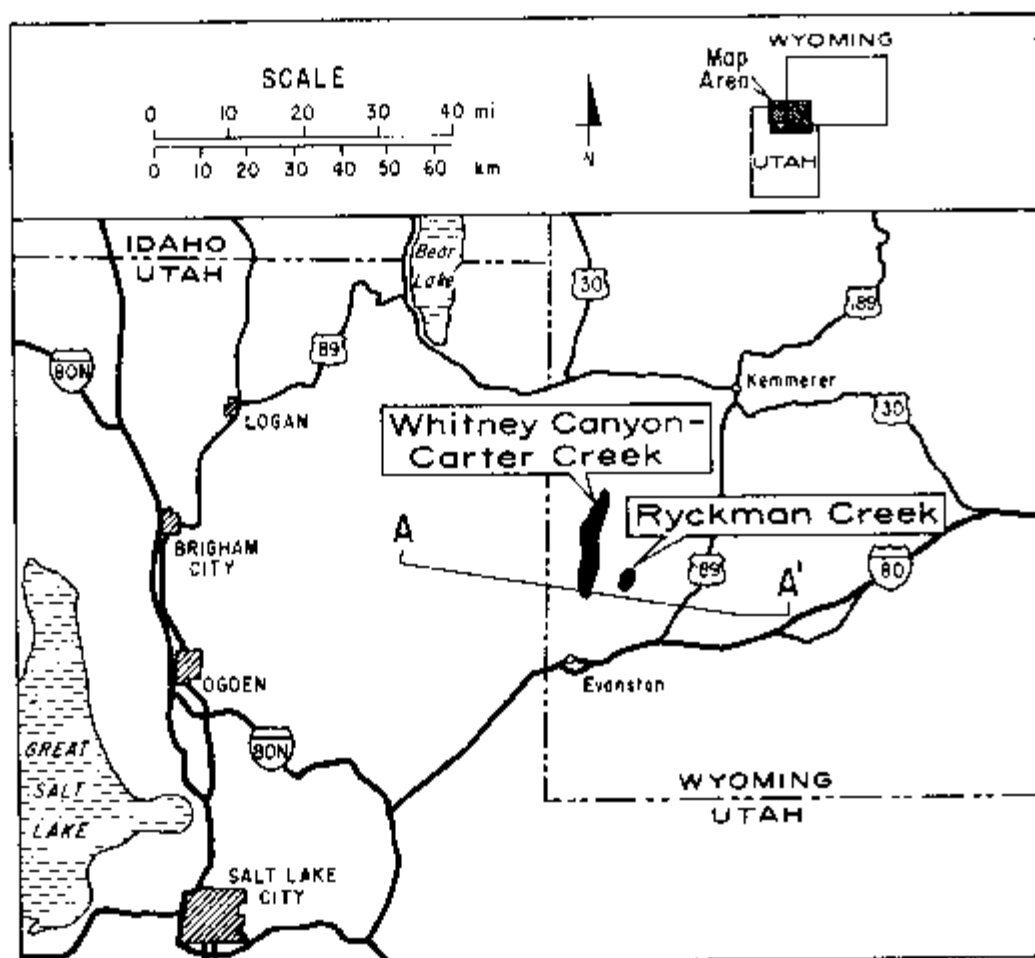 SCALE
0 10 20 30 40 mi
0 10 20 30 40 50 60 km
N
WYOMING
Map
Area
UTAH
IDAHO
UTAH
Bear
Lake
30
89
89
80N
Kemmerer
LOGAN
30
Whitney Canyon-
Carter Creek
Ryckman Creek
A
BRIGHAM
CITY
89
A'
80
OGDEN
Evanston
80N
GREAT
SALT
LAKE
WYOMING
UTAH
SALT LAKE
CITY